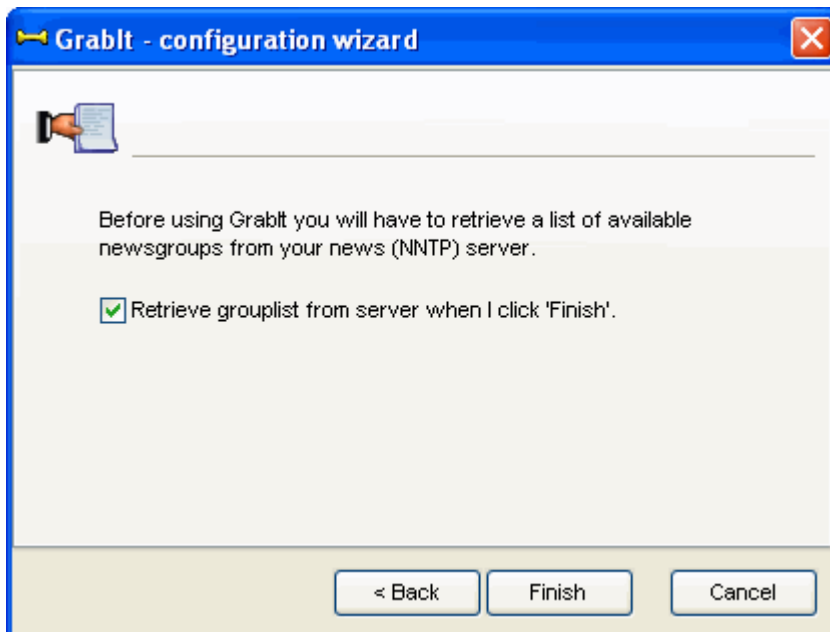 GrabIt - configuration wizard
Before using GrabIt you will have to retrieve a list of available
newsgroups from your news (NNTP) server.
Retrieve grouplist from server when I click 'Finish'.
< Back
Finish
Cancel